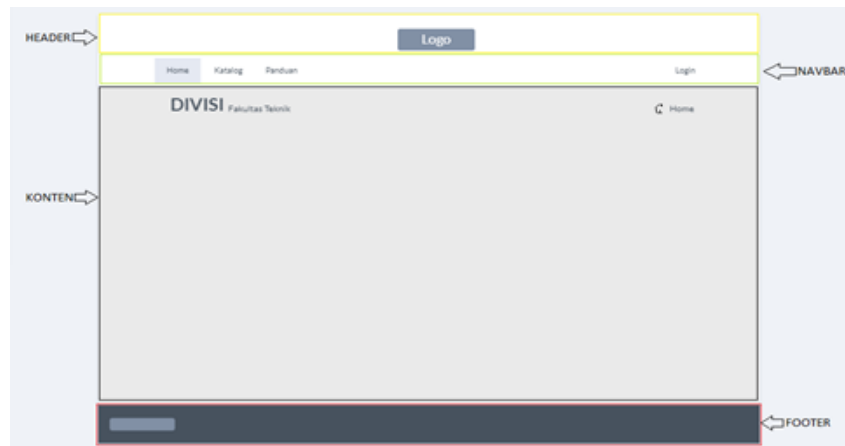 HEADER
Logo
Home Katalog Panduan Login
NAVBAR
DIVISI Fakultas Teknik
Home
KONTEN
FOOTER